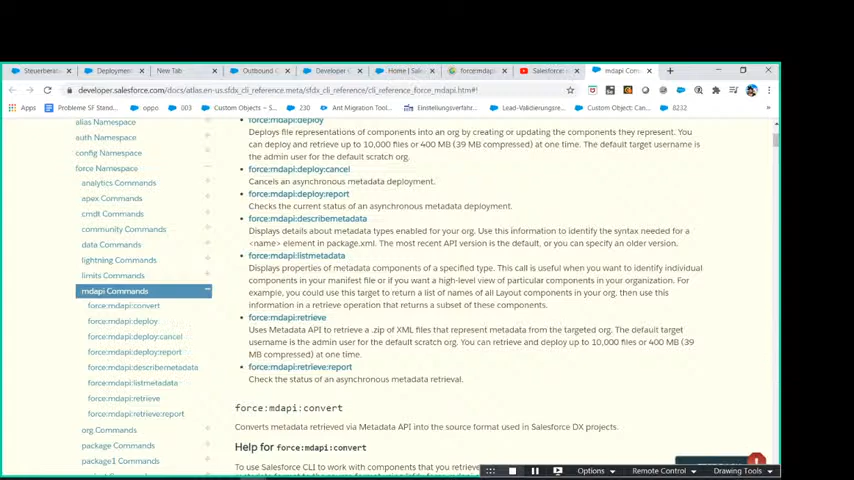 Steuerberat
Deployment
New Tab
Outbound C
Developer
Home | Sale
force:mdapi
Salesforce
mdapi Com
developer.salesforce.com/docs/atlas.en-us.sfdx_cli_reference.meta/sfdx_cli_reference/cli_reference_force_mdapi.htm#!
Apps
Probleme SF Stand...
oppo
003
Custom Objects – S...
230
Ant Migration Tool...
Einstellungsverfahr...
Lead-Validierungsre...
Custom Object: Can...
8232
alias Namespace
auth Namespace
config Namespace
force Namespace
analytics Commands
apex Commands
cmdt Commands
community Commands
data Commands
lightning Commands
limits Commands
mdapi Commands
force:mdapi:convert
force:mdapi:deploy
force:mdapi:deploy:cancel
force:mdapi:deploy:report
force:mdapi:describemetadata
force:mdapi:listmetadata
force:mdapi:retrieve
force:mdapi:retrieve:report
org Commands
package Commands
package1 Commands
force:mdapi:deploy
Deploys file representations of components into an org by creating or updating the components they represent. You
can deploy and retrieve up to 10,000 files or 400 MB (39 MB compressed) at one time. The default target username
is the admin user for the default scratch org.
force:mdapi:deploy:cancel
Cancels an asynchronous metadata deployment.
force:mdapi:deploy:report
Checks the current status of an asynchronous metadata deployment.
force:mdapi:describemetadata
Displays details about metadata types enabled for your org. Use this information to identify the syntax needed for a
<name> element in package.xml. The most recent API version is the default, or you can specify an older version.
force:mdapi:listmetadata
Displays properties of metadata components of a specified type. This call is useful when you want to identify individual
components in your manifest file or if you want a high-level view of particular components in your organization. For
example, you could use this target to return a list of names of all Layout components in your org, then use this
information in a retrieve operation that returns a subset of these components.
force:mdapi:retrieve
Uses Metadata API to retrieve a .zip of XML files that represent metadata from the targeted org. The default target
username is the admin user for the default scratch org. You can retrieve and deploy up to 10,000 files or 400 MB (39
MB compressed) at one time.
force:mdapi:retrieve:report
Check the status of an asynchronous metadata retrieval.
force:mdapi:convert
Converts metadata retrieved via Metadata API into the source format used in Salesforce DX projects.
Help for force:mdapi:convert
To use Salesforce CLI to work with components that you retrieve
Options
Remote Control
Drawing Tools